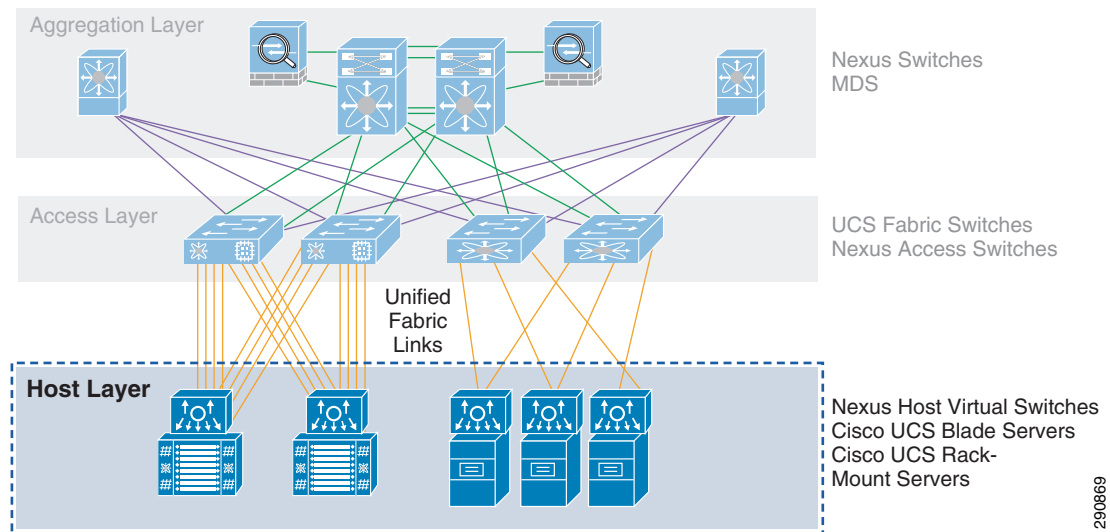 Aggregation Layer
Nexus Switches
MDS
Access Layer
UCS Fabric Switches
Nexus Access Switches
Unified
Fabric
Links
Host Layer
Nexus Host Virtual Switches
Cisco UCS Blade Servers
Cisco UCS Rack-
Mount Servers
290869